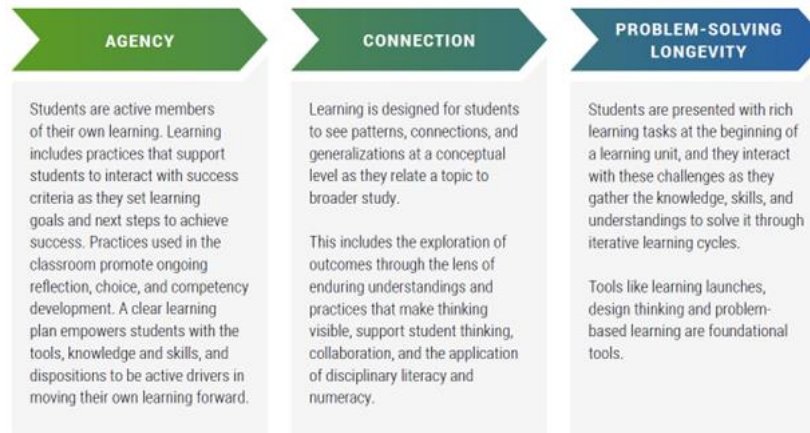 AGENCY
Students are active members
of their own learning. Learning
includes practices that support
students to interact with success
criteria as they set learning
goals and next steps to achieve
success. Practices used in the
classroom promote ongoing
reflection, choice, and competency
development. A clear learning
plan empowers students with the
tools, knowledge and skills, and
dispositions to be active drivers in
moving their own learning forward.
CONNECTION
Learning is designed for students
to see patterns, connections, and
generalizations at a conceptual
level as they relate a topic to
broader study.
This includes the exploration of
outcomes through the lens of
enduring understandings and
practices that make thinking
visible, support student thinking,
collaboration, and the application
of disciplinary literacy and
numeracy.
PROBLEM-SOLVING
LONGEVITY
Students are presented with rich
learning tasks at the beginning of
a learning unit, and they interact
with these challenges as they
gather the knowledge, skills, and
understandings to solve it through
iterative learning cycles.
Tools like learning launches,
design thinking and problem-
based learning are foundational
tools.